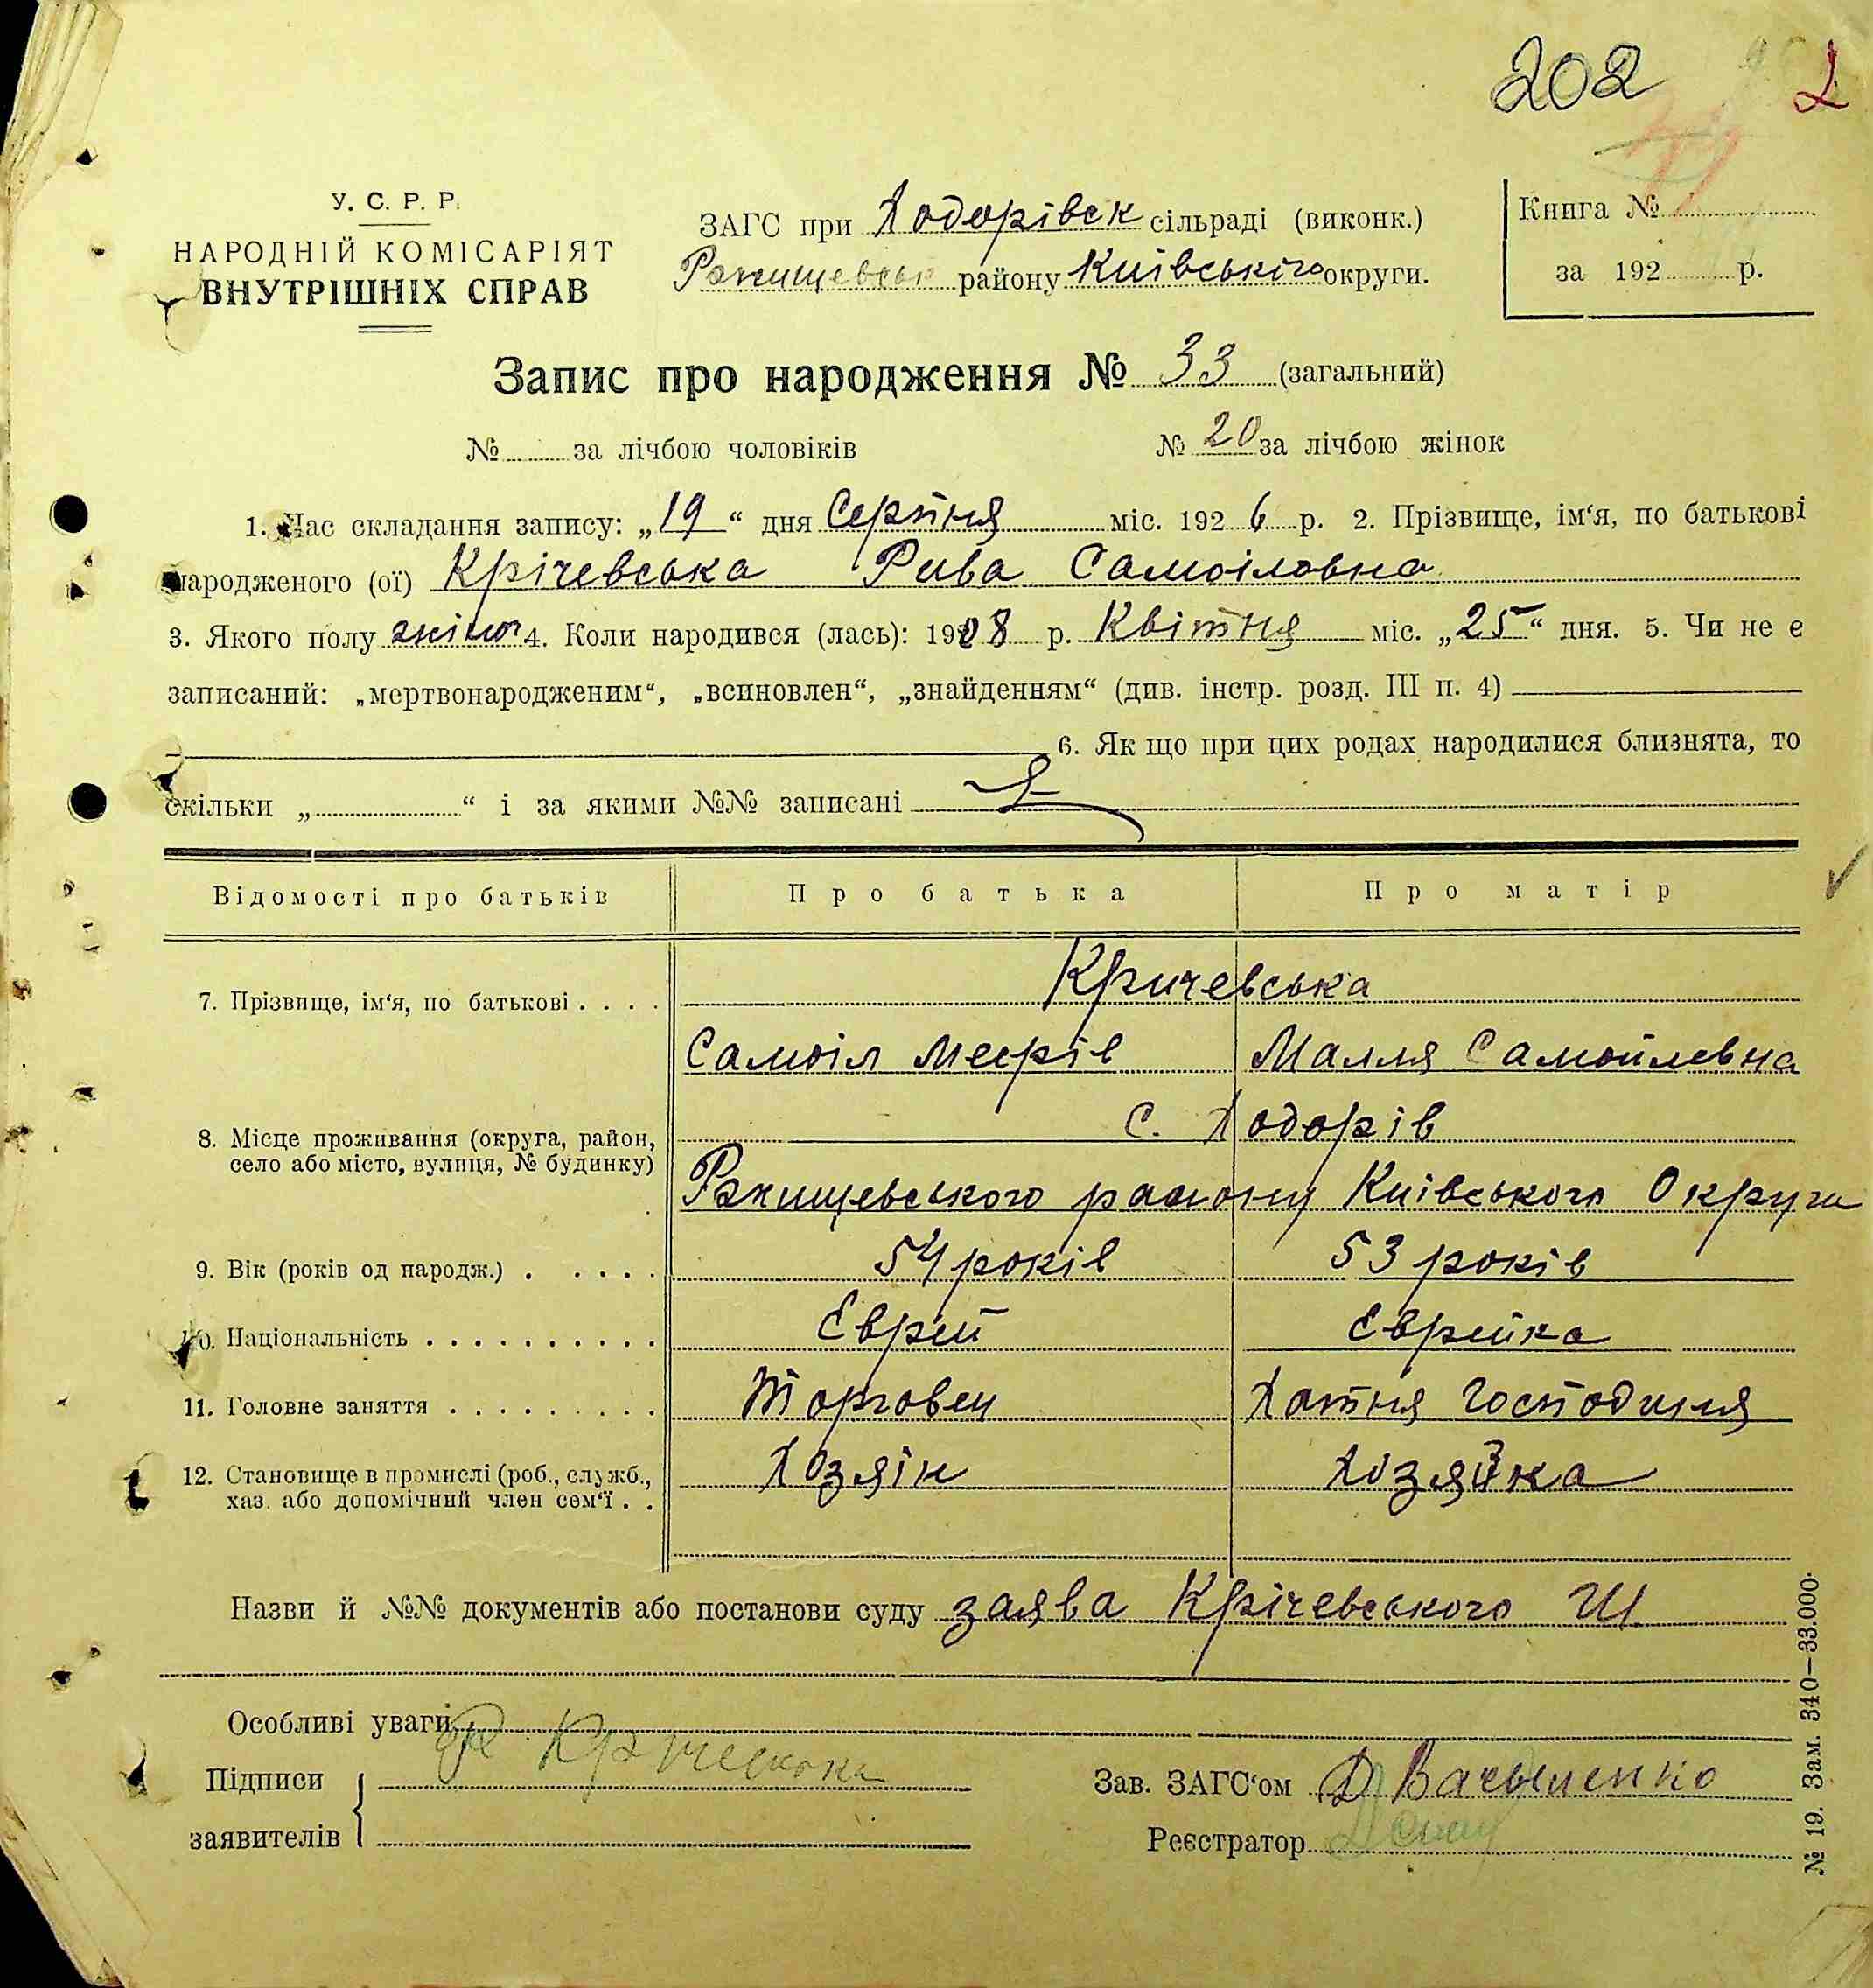 202
У. С. Р. Р.
НАРОДНІЙ КОМІСАРІЯТ
ВНУТРІШНІХ СПРАВ
ЗАГС при Ходорівск сільраді (виконк.)
Ржищевськ району Київського округи.
Книга №
за 192 р.
Запис про народження № 33 (загальний)
№ за лічбою чоловіків № 20 за лічбою жінок
1. Час складання запису: „19“ дня Серпня міс. 1926 р. 2. Прізвище, ім‘я, по батькові
народженого (ої) Крічевська Рива Самоіловна
3. Якого полу жіноч 4. Коли народився (лась): 1908 р. Квітня міс. „25“ дня. 5. Чи не є
записаний: „мертвонародженим“, „всиновлен“, „знайденням“ (див. інстр. розд. III п. 4)
6. Як що при цих родах народилися близнята, то
скільки „ “ і за якими №№ записані
Відомості про батьків Про батька Про матір
7. Прізвище, ім‘я, по батькові . . . . Кричевська
Самоіл Меєрів Малля Самойлевна
8. Місце проживання (округа, район, село або місто, вулиця, № будинку) с. Ходорів
Ржищевського району Київського Округи
9. Вік (років од народж.) . . . . . 54 років 53 років
10. Національність . . . . . . . . . . Єврей Єврейка
11. Головне заняття . . . . . . . . . Торговец Хатня Господиня
12. Становище в промислі (роб., служб., хаз. або допомічний член сем‘ї . . Хозяін Хозяйка
Назви й №№ документів або постанови суду заява Крічевського Ш
Особливі уваги
Підписи
заявителів
Р Кричевська
Зав. ЗАГС‘ом Д
Реєстратор
№ 19. Зам. 340—33.000.